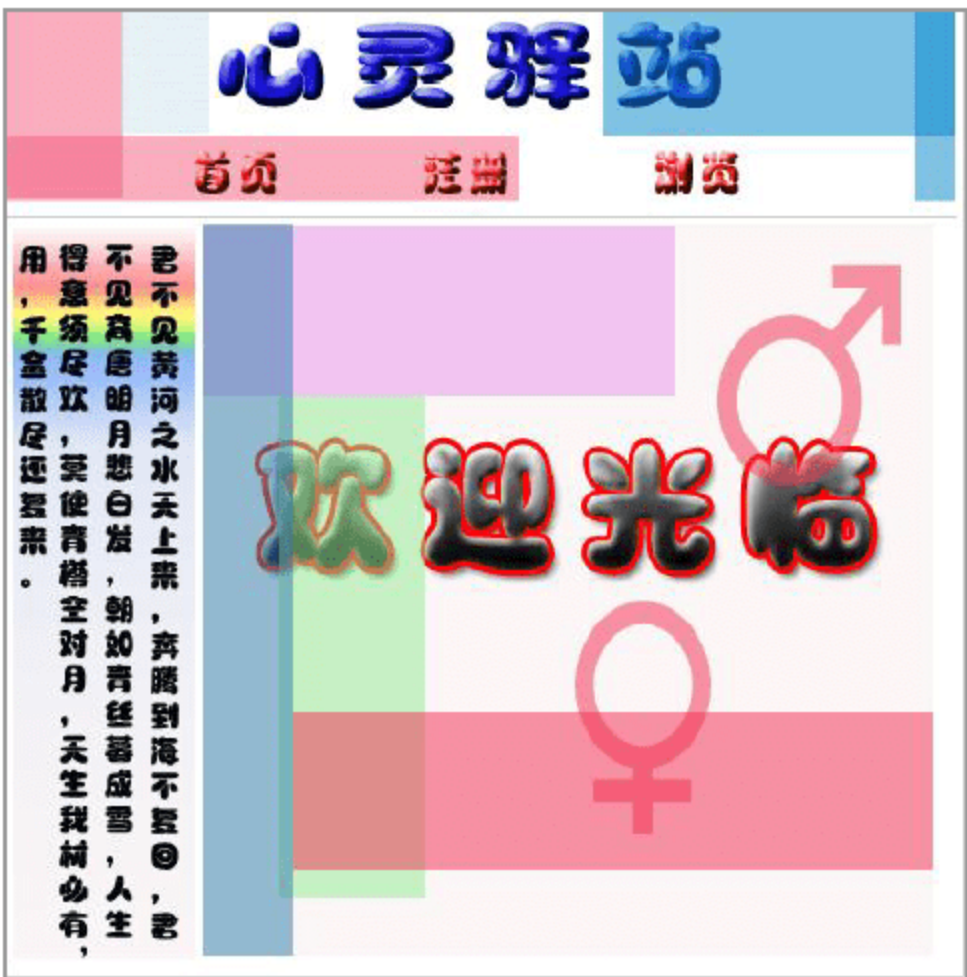 心灵驿站
首页 注册 浏览
君不见黄河之水天上来，奔腾到海不复回，君
不见高唐明月悲白发，朝如青丝暮成雪，人生
得意须尽欢，莫使青樽空对月，天生我材必有，
用，千金散尽还复来。
欢迎光临